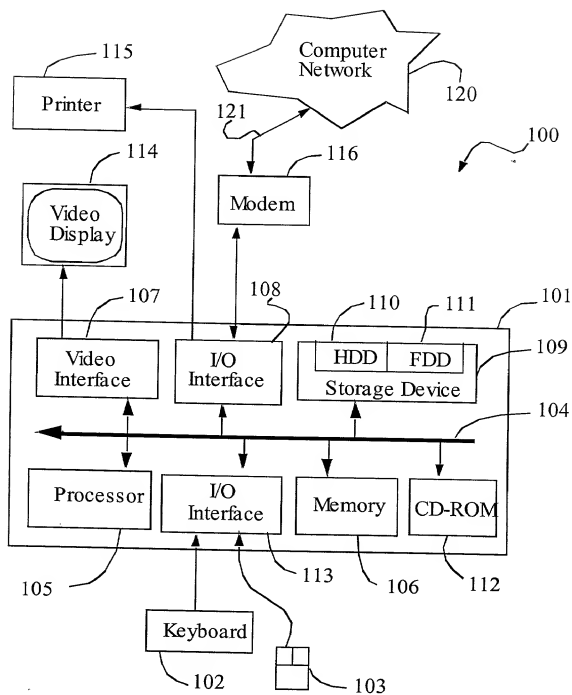 115
Computer
Network
Printer
120
121
100
114
116
Video
Display
Modem
107
108
110
111
101
Video
Interface
I/O
Interface
HDD
FDD
109
Storage Device
104
Processor
I/O
Interface
Memory
CD-ROM
105
113
106
112
Keyboard
102
103